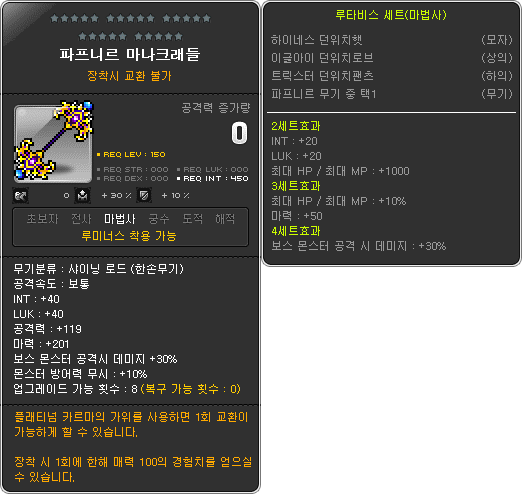 파프니르 마나크래들
장착시 교환 불가
공격력 증가량
0
REQ LEV : 150
REQ STR : 000
REQ LUK : 000
REQ DEX : 000
REQ INT : 450
0
+ 30 %
+ 10 %
초보자 전사 마법사 궁수 도적 해적
루미너스 착용 가능
무기분류 : 샤이닝 로드 (한손무기)
공격속도 : 보통
INT : +40
LUK : +40
공격력 : +119
마력 : +201
보스 몬스터 공격시 데미지 +30%
몬스터 방어력 무시 : +10%
업그레이드 가능 횟수 : 8 (복구 가능 횟수 : 0)
플래티넘 카르마의 가위를 사용하면 1회 교환이
가능하게 할 수 있습니다.
장착 시 1회에 한해 매력 100의 경험치를 얻으실
수 있습니다.
루타비스 세트(마법사)
하이네스 던위치햇 (모자)
이글아이 던위치로브 (상의)
트릭스터 던위치팬츠 (하의)
파프니르 무기 중 택1 (무기)
2세트효과
INT : +20
LUK : +20
최대 HP / 최대 MP : +1000
3세트효과
최대 HP / 최대 MP : +10%
마력 : +50
4세트효과
보스 몬스터 공격 시 데미지 : +30%